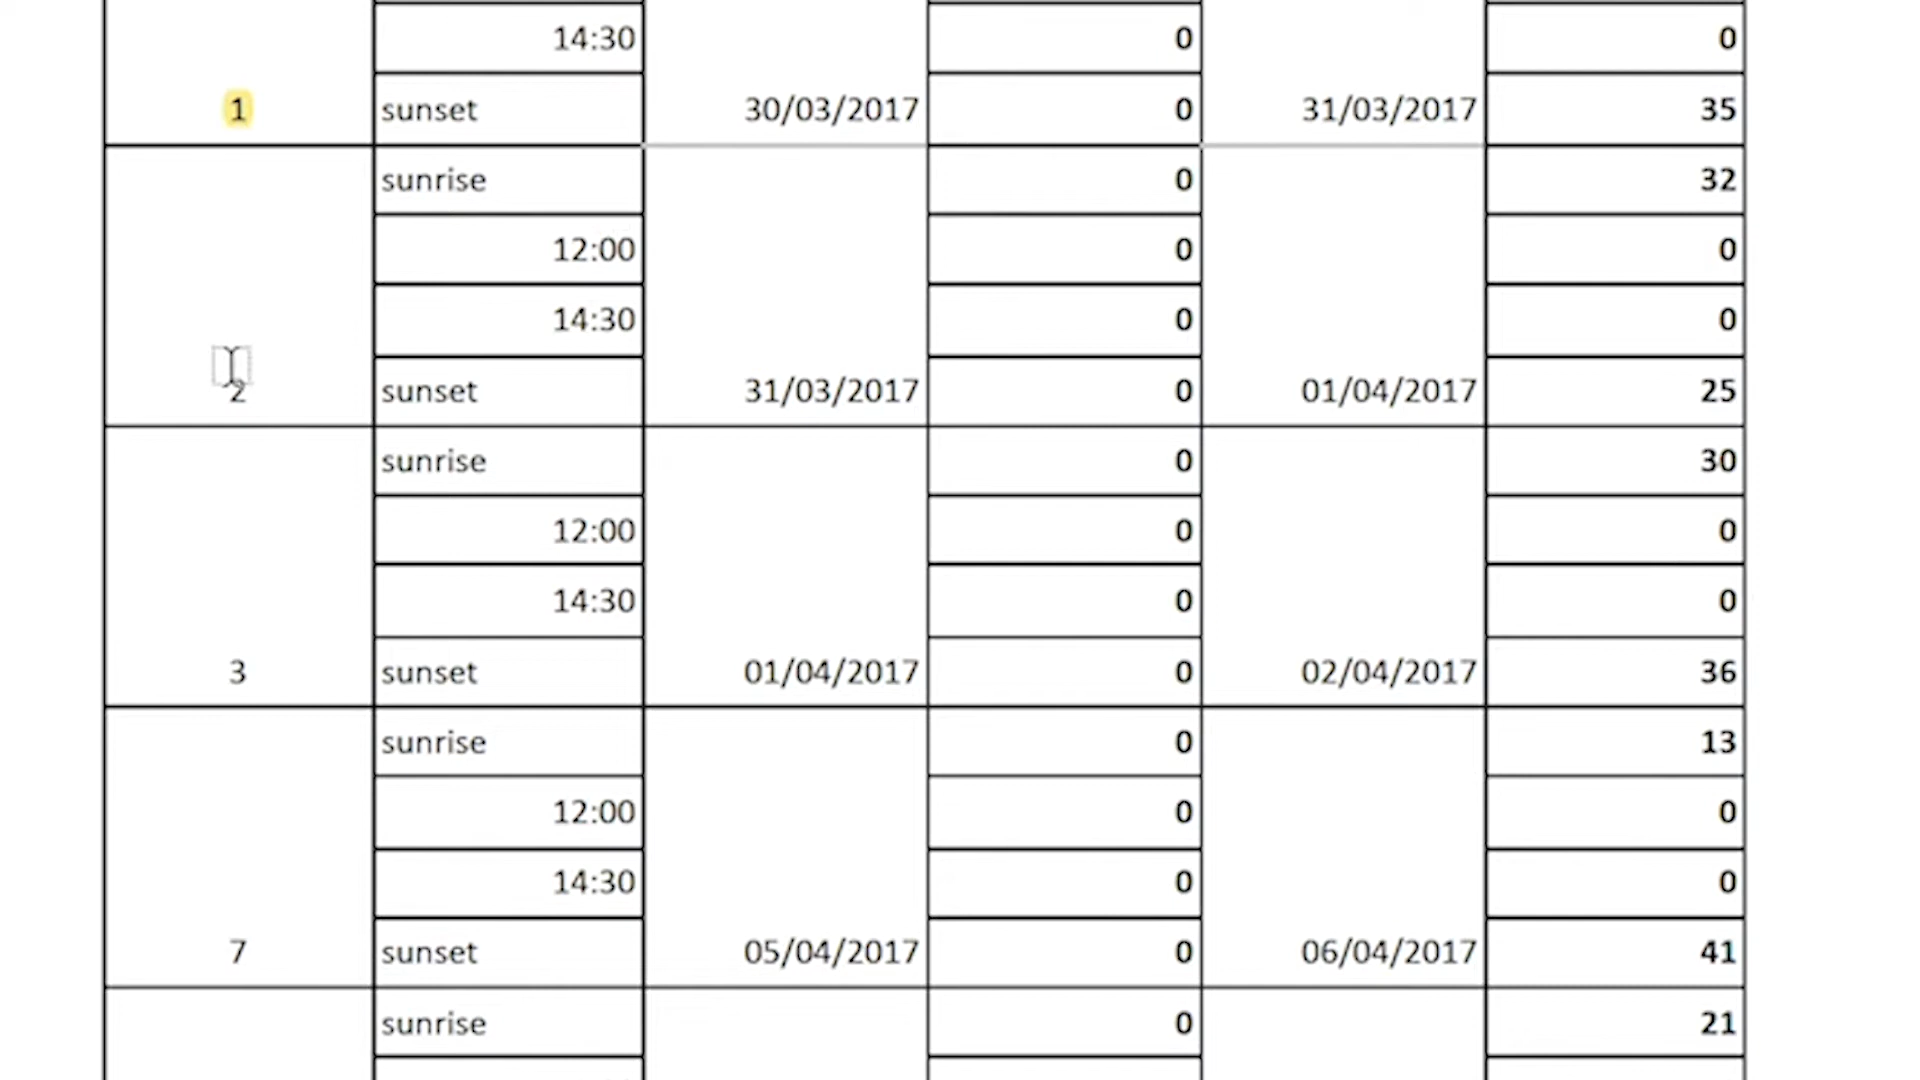 14:30 0 0
1 sunset 30/03/2017 0 31/03/2017 35
sunrise 0 32
12:00 0 0
14:30 0 0
2 sunset 31/03/2017 0 01/04/2017 25
sunrise 0 30
12:00 0 0
14:30 0 0
3 sunset 01/04/2017 0 02/04/2017 36
sunrise 0 13
12:00 0 0
14:30 0 0
7 sunset 05/04/2017 0 06/04/2017 41
sunrise 0 21